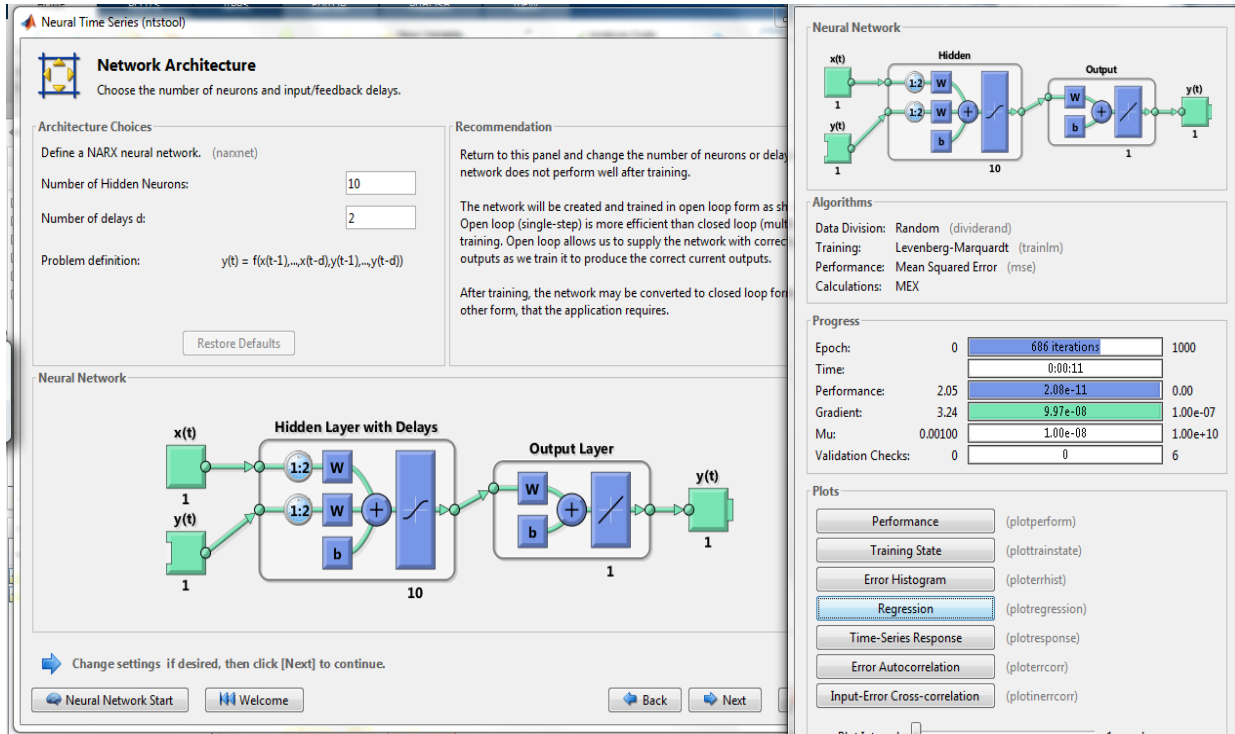 Neural Time Series (ntstool)
Network Architecture
Choose the number of neurons and input/feedback delays.
Architecture Choices
Define a NARX neural network. (narxnet)
Number of Hidden Neurons: 10
Number of delays d: 2
Problem definition: y(t) = f(x(t-1),...,x(t-d),y(t-1),...,y(t-d))
Restore Defaults
Recommendation
Return to this panel and change the number of neurons or delay
network does not perform well after training.
The network will be created and trained in open loop form as sh
Open loop (single-step) is more efficient than closed loop (mult
training. Open loop allows us to supply the network with correc
outputs as we train it to produce the correct current outputs.
After training, the network may be converted to closed loop for
other form, that the application requires.
Neural Network
Hidden Layer with Delays
Output Layer
x(t)
1
y(t)
1
1:2 W
1:2 W
b
+
10
W
b
+
1
y(t)
1
Change settings if desired, then click [Next] to continue.
Neural Network Start
Welcome
Back
Next
Neural Network
Hidden
Output
x(t)
1
y(t)
1
1:2 W
1:2 W
b
+
10
W
b
+
1
y(t)
1
Algorithms
Data Division: Random (dividerand)
Training: Levenberg-Marquardt (trainlm)
Performance: Mean Squared Error (mse)
Calculations: MEX
Progress
Epoch: 0 686 iterations 1000
Time: 0:00:11
Performance: 2.05 2.08e-11 0.00
Gradient: 3.24 9.97e-08 1.00e-07
Mu: 0.00100 1.00e-08 1.00e+10
Validation Checks: 0 0 6
Plots
Performance (plotperform)
Training State (plottrainstate)
Error Histogram (ploterrhist)
Regression (plotregression)
Time-Series Response (plotresponse)
Error Autocorrelation (ploterrcorr)
Input-Error Cross-correlation (plotinerrcorr)